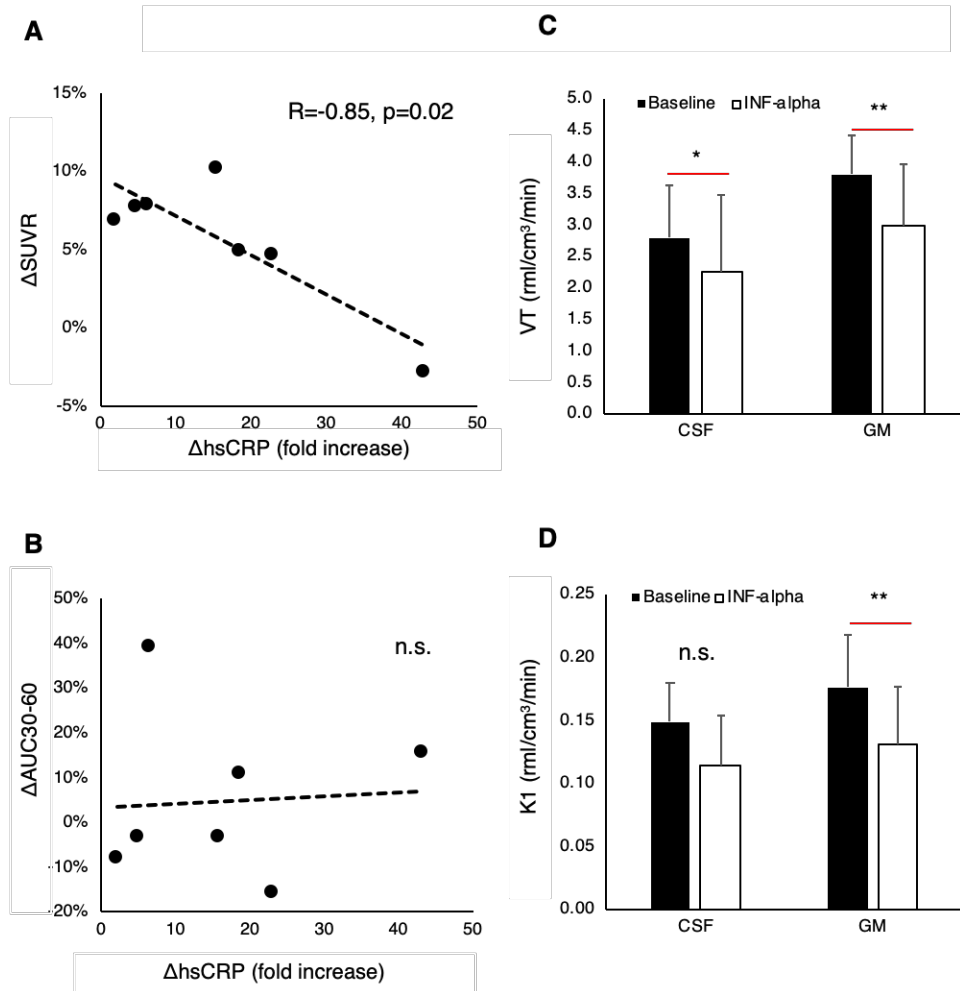 A
ΔSUVR
15%
10%
5%
0%
-5%
R=-0.85, p=0.02
0 10 20 30 40 50
ΔhsCRP (fold increase)
B
ΔAUC30-60
50%
40%
30%
20%
10%
0%
-10%
-20%
n.s.
0 10 20 30 40 50
ΔhsCRP (fold increase)
C
VT (rml/cm³/min)
5.0
4.5
4.0
3.5
3.0
2.5
2.0
1.5
1.0
0.5
0.0
Baseline INF-alpha
*
**
CSF GM
D
K1 (rml/cm³/min)
0.25
0.20
0.15
0.10
0.05
0.00
Baseline INF-alpha
n.s.
**
CSF GM